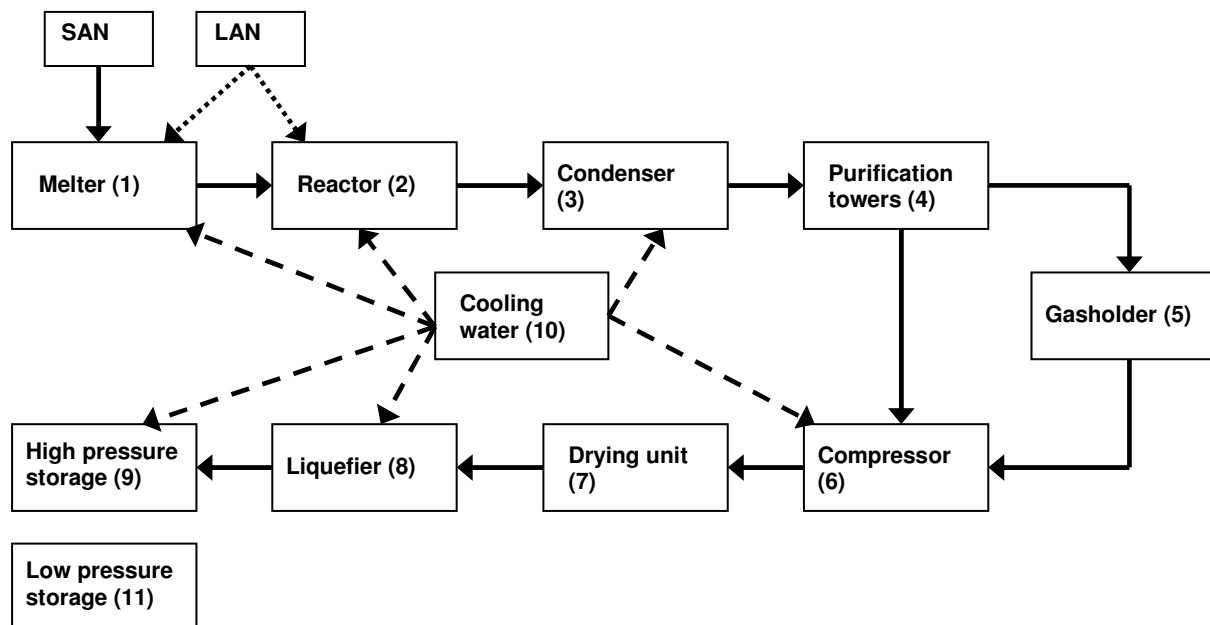 SAN
LAN
Melter (1)
Reactor (2)
Condenser
(3)
Purification
towers (4)
Cooling
water (10)
Gasholder (5)
High pressure
storage (9)
Liquefier (8)
Drying unit
(7)
Compressor
(6)
Low pressure
storage (11)